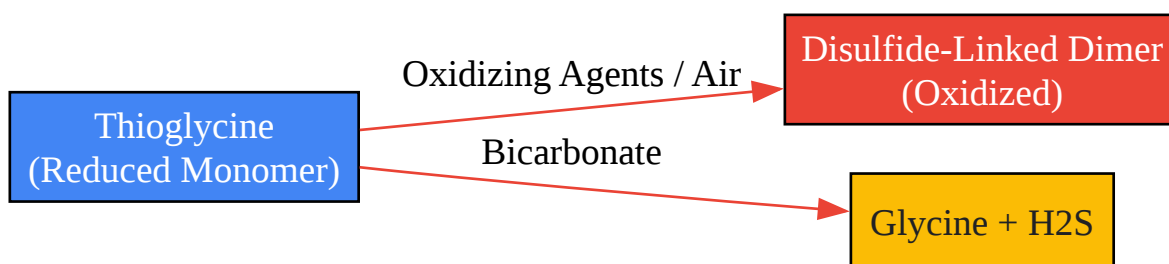 Thioglycine
(Reduced Monomer)
Oxidizing Agents / Air
Disulfide-Linked Dimer
(Oxidized)
Bicarbonate
Glycine + H2S